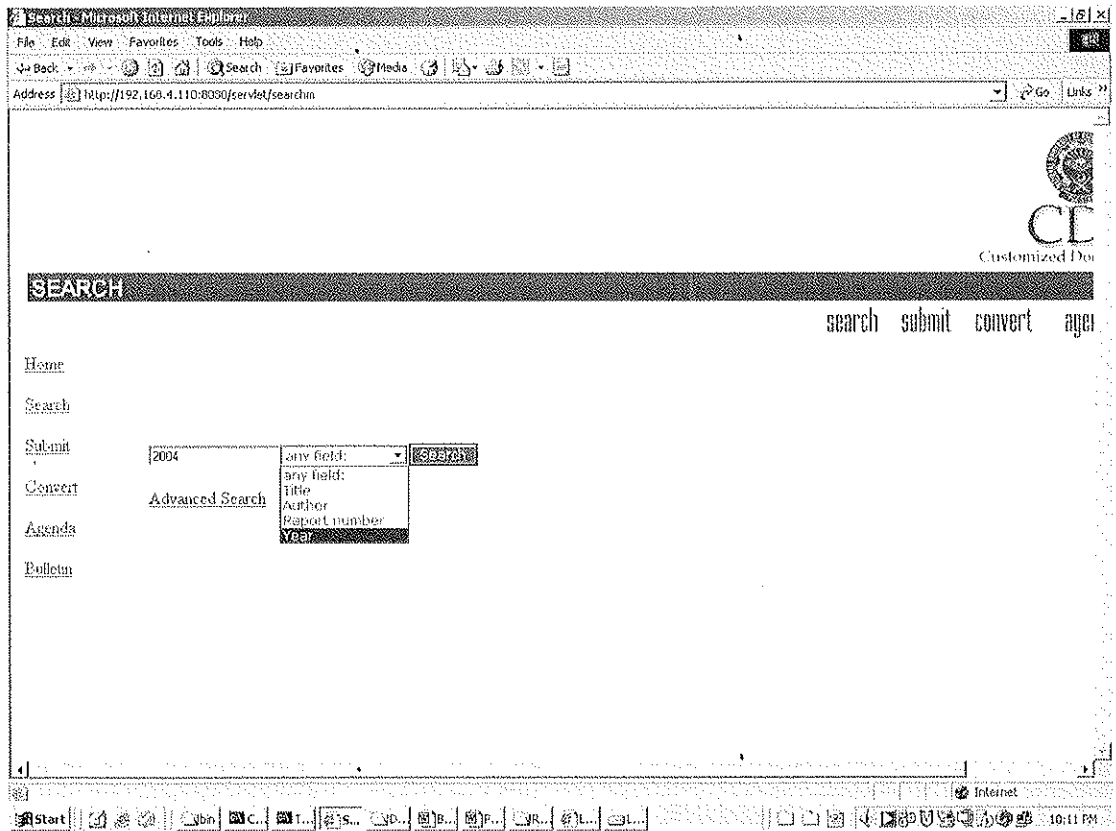 Search - Microsoft Internet Explorer
File Edit View Favorites Tools Help
Back Search Favorites Media
Address http://192.168.4.110:8080/servlet/searchm Go Links
CD
Customized Do
SEARCH
search submit convert age
Home
Search
Submit
2004 any field: Search
any field:
Convert
Title
Advanced Search
Author
Report number
Agenda
Year
Bulletin
Internet
Start bin C... T... S... D... B... P... R... L... L... 10:11 PM